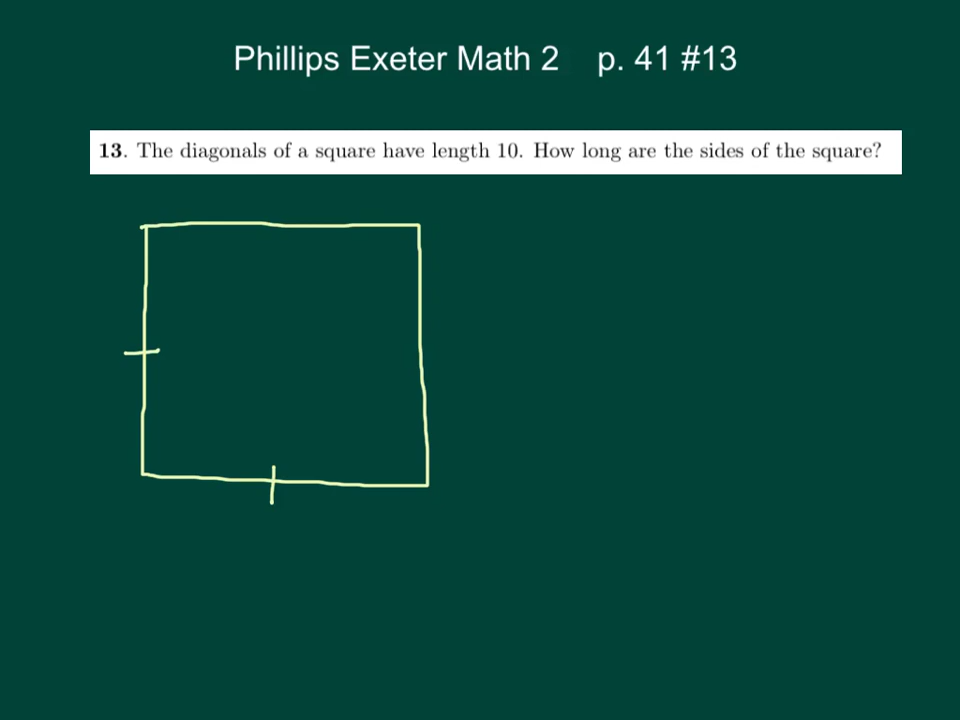 Phillips Exeter Math 2 p. 41 #13
13. The diagonals of a square have length 10. How long are the sides of the square?